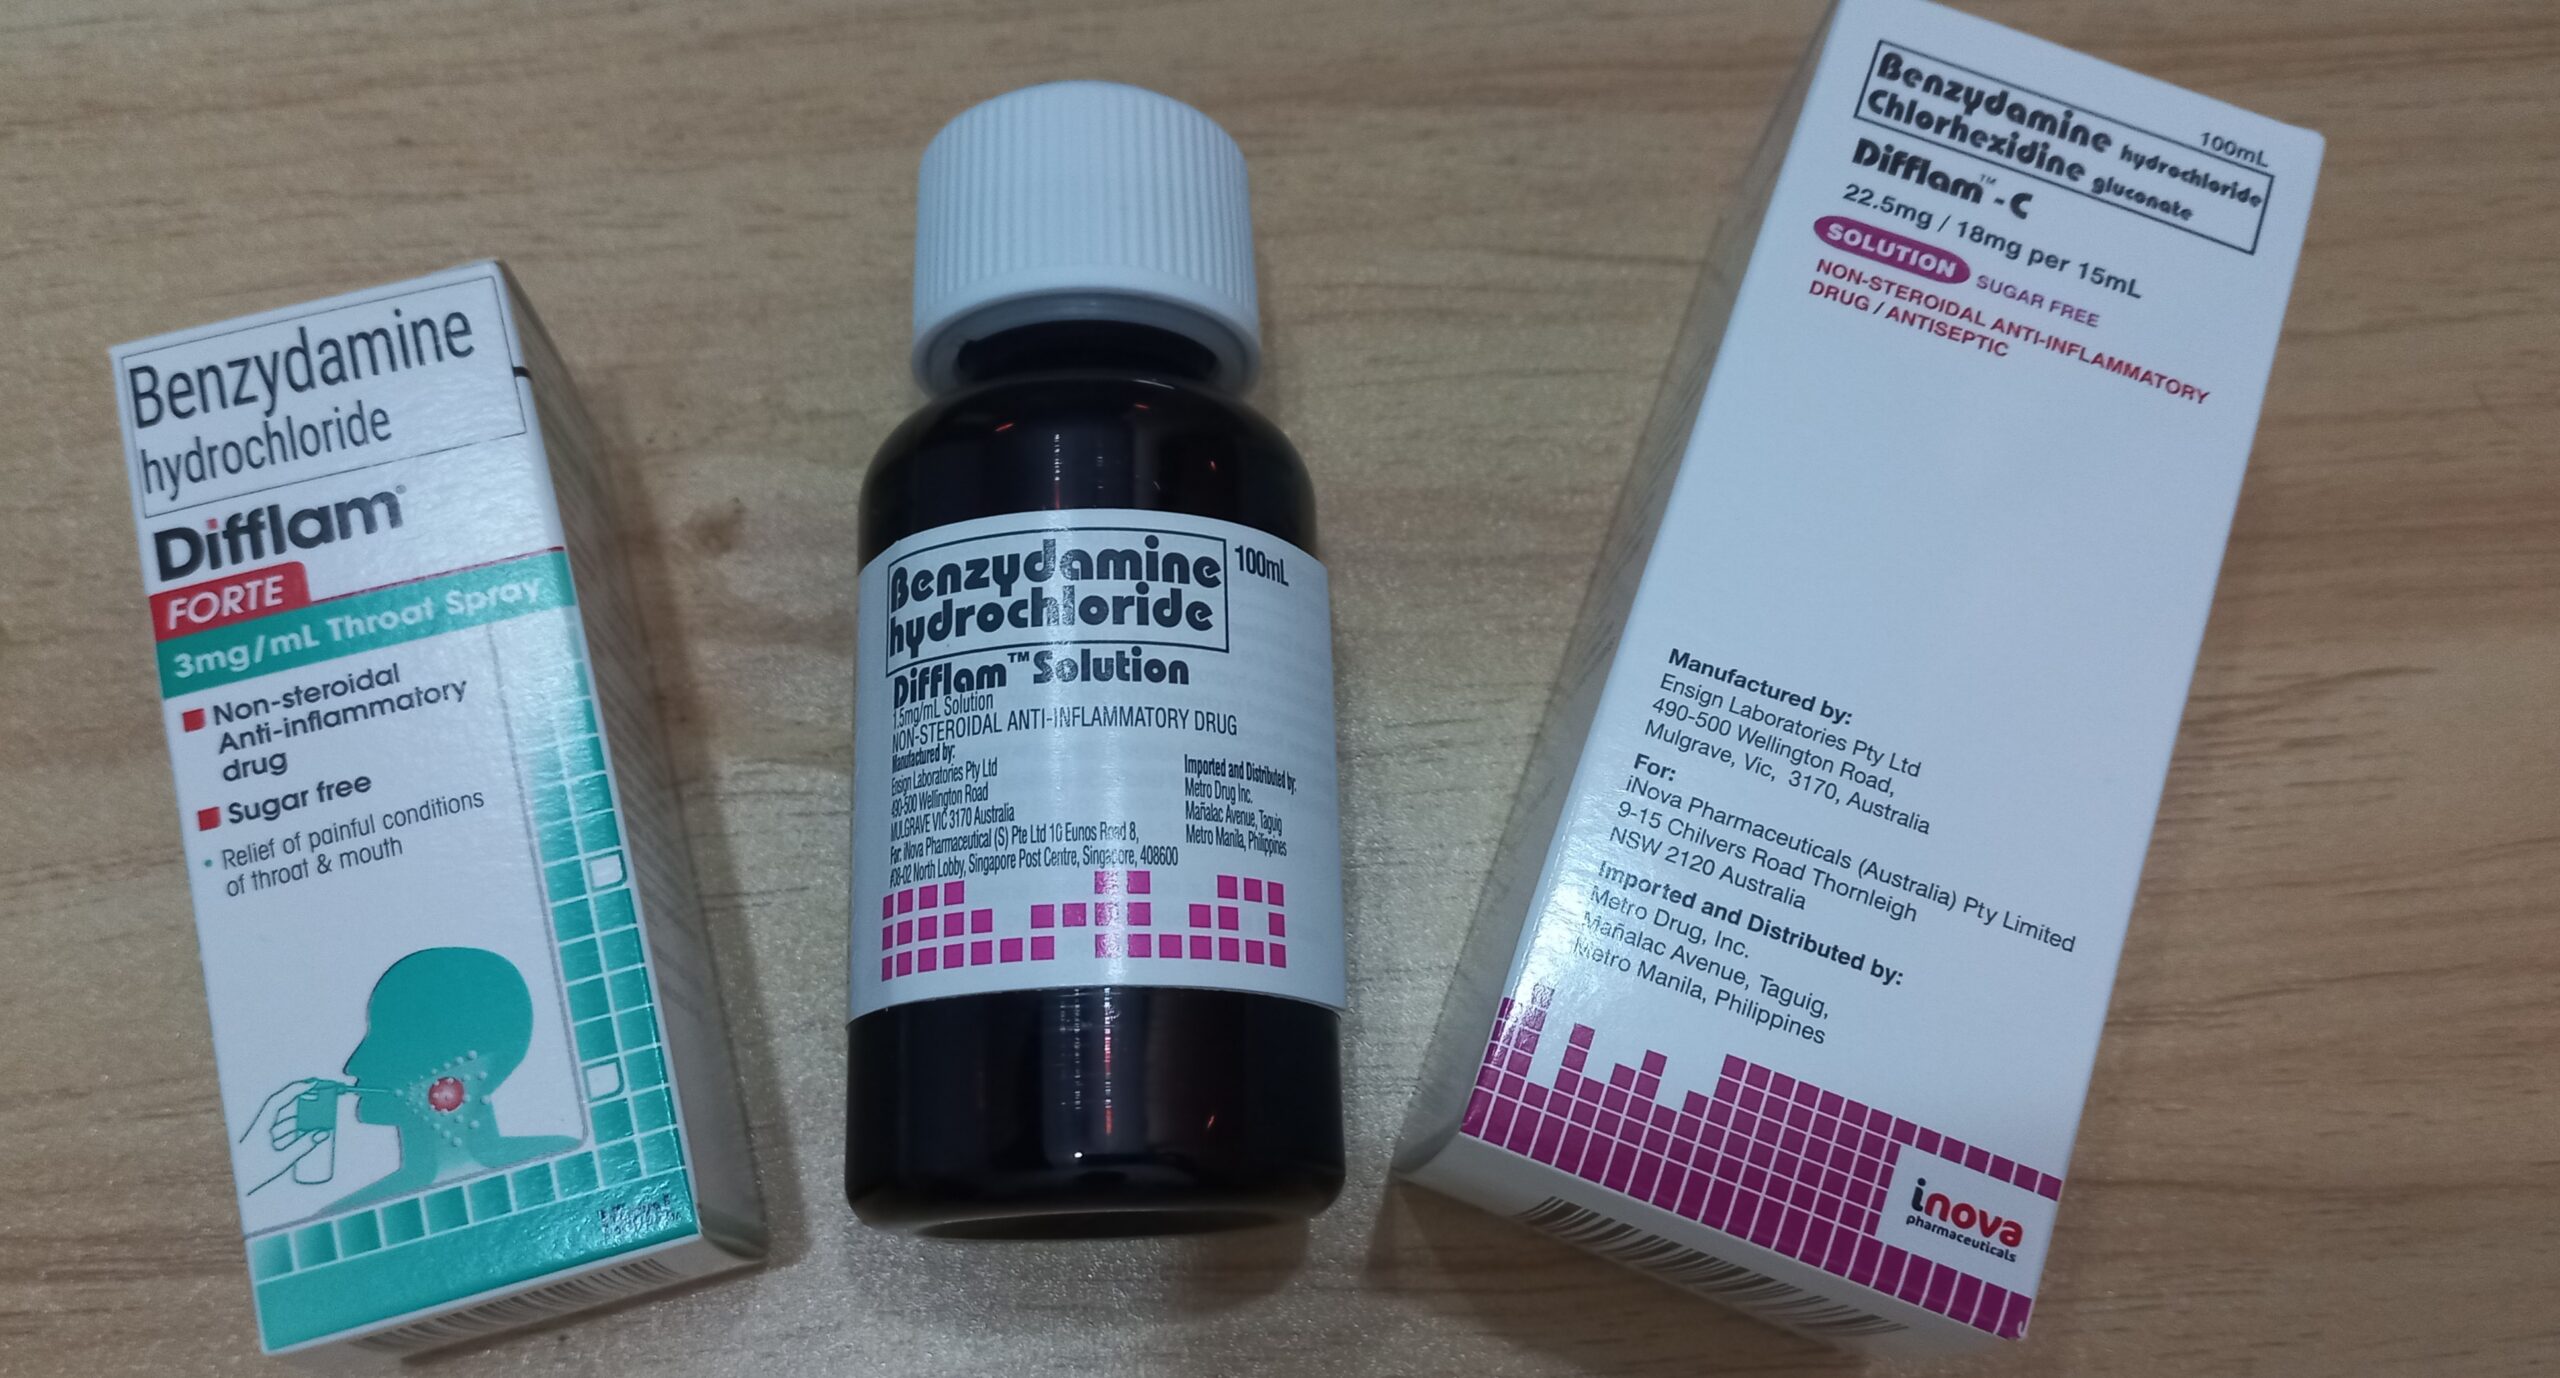 Benzydamine
hydrochloride
Difflam®
FORTE
3mg/mL Throat Spray
Non-steroidal
Anti-inflammatory
drug
Sugar free
• Relief of painful conditions
of throat & mouth
Benzydamine
hydrochloride
100mL
Difflam™ Solution
1.5mg/mL Solution
NON-STEROIDAL ANTI-INFLAMMATORY DRUG
Manufactured by:
Ensign Laboratories Pty Ltd
490-500 Wellington Road
MULGRAVE VIC 3170 Australia
For: iNova Pharmaceutical (S) Pte Ltd 10 Eunos Road 8,
#08-02 North Lobby, Singapore Post Centre, Singapore, 408600
Imported and Distributed by:
Metro Drug Inc.
Mañalac Avenue, Taguig
Metro Manila, Philippines
100mL
Benzydamine hydrochloride
Chlorhexidine gluconate
Difflam™-C
22.5mg / 18mg per 15mL
SOLUTION SUGAR FREE
NON-STEROIDAL ANTI-INFLAMMATORY
DRUG / ANTISEPTIC
Manufactured by:
Ensign Laboratories Pty Ltd
490-500 Wellington Road,
Mulgrave, Vic, 3170, Australia
For:
iNova Pharmaceuticals (Australia) Pty Limited
9-15 Chilvers Road Thornleigh
NSW 2120 Australia
Imported and Distributed by:
Metro Drug, Inc.
Mañalac Avenue, Taguig,
Metro Manila, Philippines
inova
pharmaceuticals